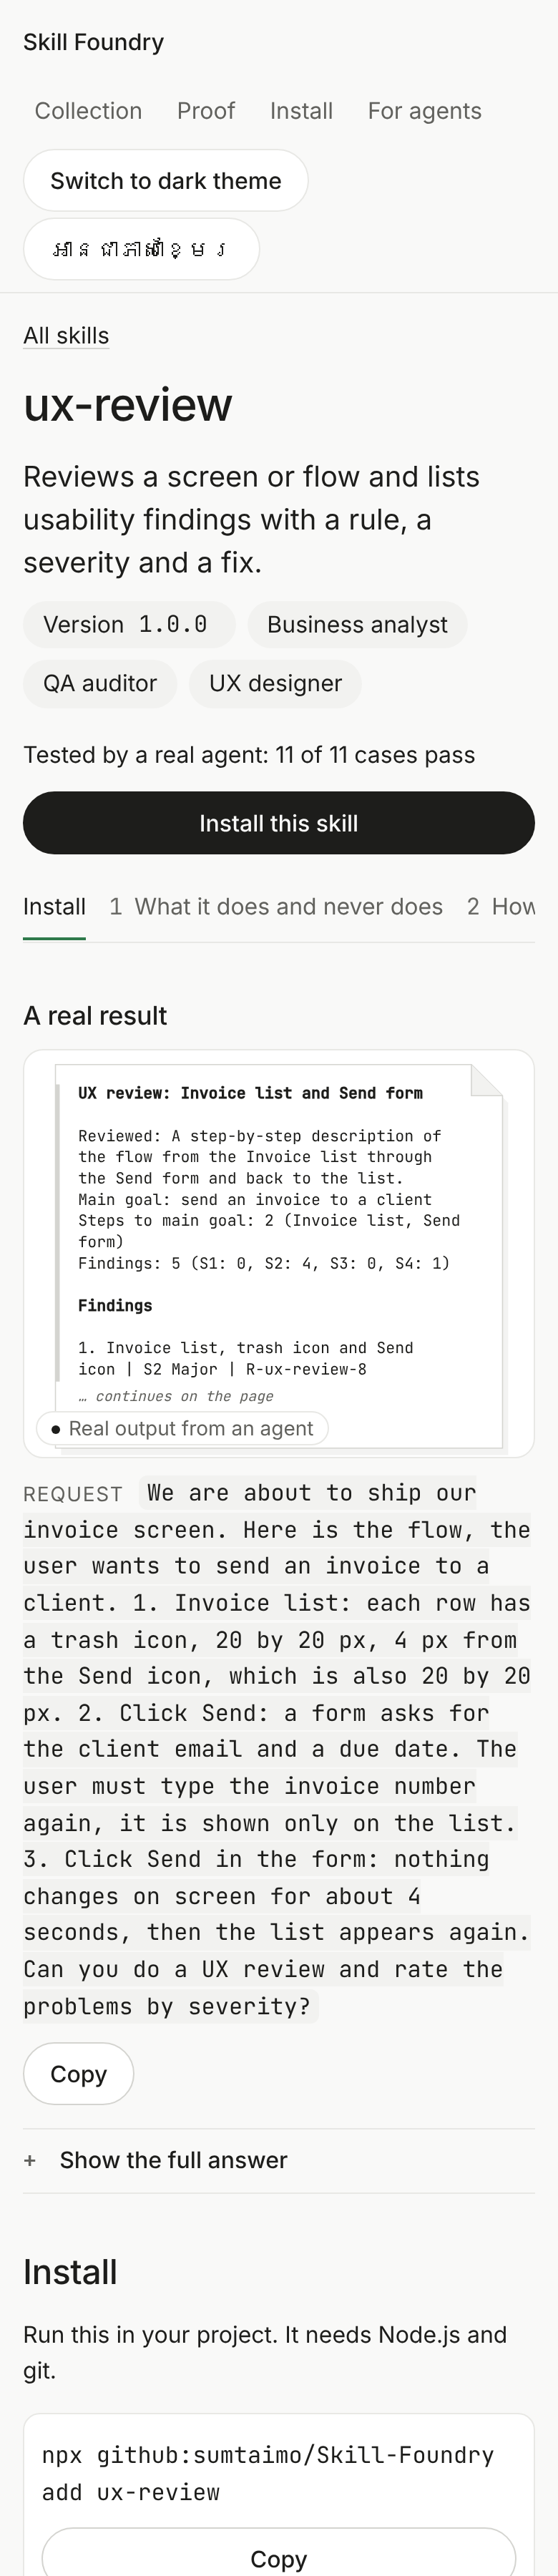 Skill Foundry
Collection Proof Install For agents
Switch to dark theme
អានជាភាសាខ្មែរ
All skills
ux-review
Reviews a screen or flow and lists
usability findings with a rule, a
severity and a fix.
Version 1.0.0 Business analyst
QA auditor UX designer
Tested by a real agent: 11 of 11 cases pass
Install this skill
Install 1 What it does and never does 2 How
A real result
UX review: Invoice list and Send form
Reviewed: A step-by-step description of
the flow from the Invoice list through
the Send form and back to the list.
Main goal: send an invoice to a client
Steps to main goal: 2 (Invoice list, Send
form)
Findings: 5 (S1: 0, S2: 4, S3: 0, S4: 1)
Findings
1. Invoice list, trash icon and Send
icon | S2 Major | R-ux-review-8
… continues on the page
● Real output from an agent
REQUEST We are about to ship our
invoice screen. Here is the flow, the
user wants to send an invoice to a
client. 1. Invoice list: each row has
a trash icon, 20 by 20 px, 4 px from
the Send icon, which is also 20 by 20
px. 2. Click Send: a form asks for
the client email and a due date. The
user must type the invoice number
again, it is shown only on the list.
3. Click Send in the form: nothing
changes on screen for about 4
seconds, then the list appears again.
Can you do a UX review and rate the
problems by severity?
Copy
+ Show the full answer
Install
Run this in your project. It needs Node.js and
git.
npx github:sumtaimo/Skill-Foundry
add ux-review
Copy